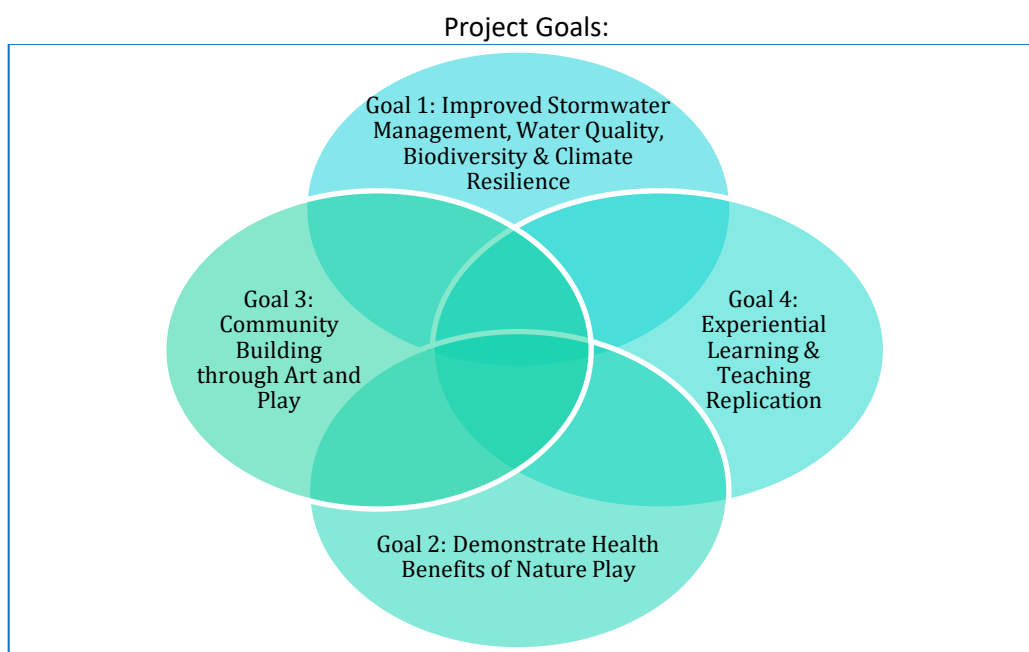 Project Goals:
Goal 1: Improved Stormwater
Management, Water Quality,
Biodiversity & Climate
Resilience
Goal 3:
Community
Building
through Art and
Play
Goal 4:
Experiential
Learning &
Teaching
Replication
Goal 2: Demonstrate Health
Benefits of Nature Play